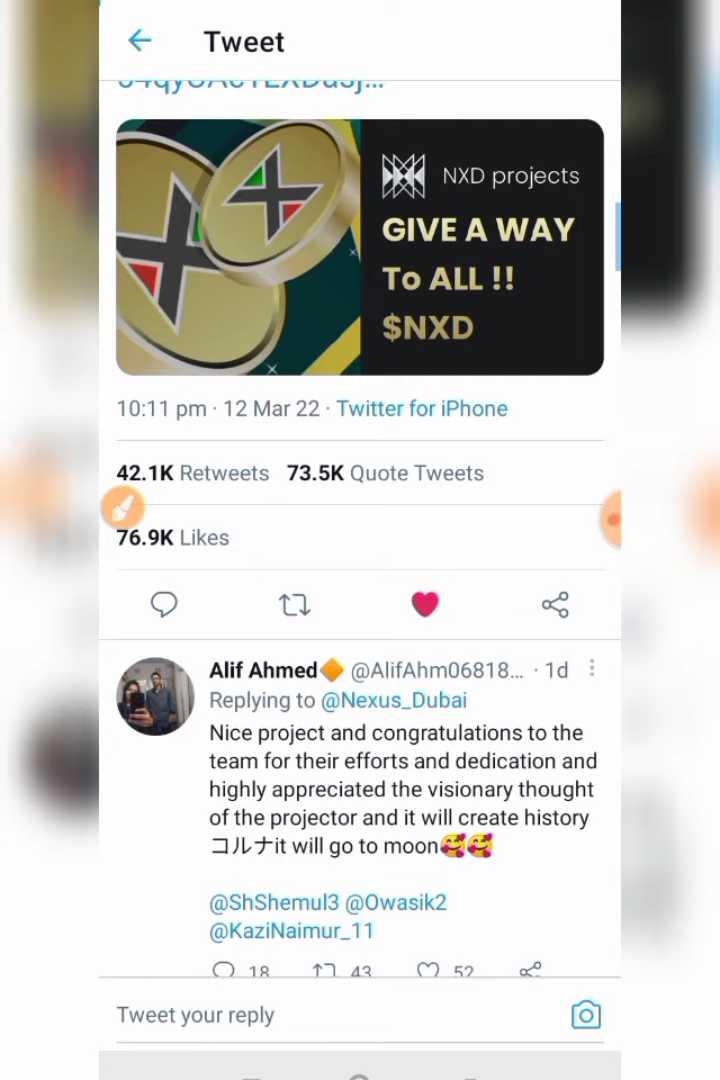 Tweet
NXD projects
GIVE A WAY
To ALL !!
$NXD
10:11 pm · 12 Mar 22 · Twitter for iPhone
42.1K Retweets 73.5K Quote Tweets
76.9K Likes
Alif Ahmed🔶 @AlifAhm06818... · 1d
Replying to @Nexus_Dubai
Nice project and congratulations to the
team for their efforts and dedication and
highly appreciated the visionary thought
of the projector and it will create history
コルナit will go to moon🥰🥰
@ShShemul3 @Owasik2
@KaziNaimur_11
18 43 52
Tweet your reply